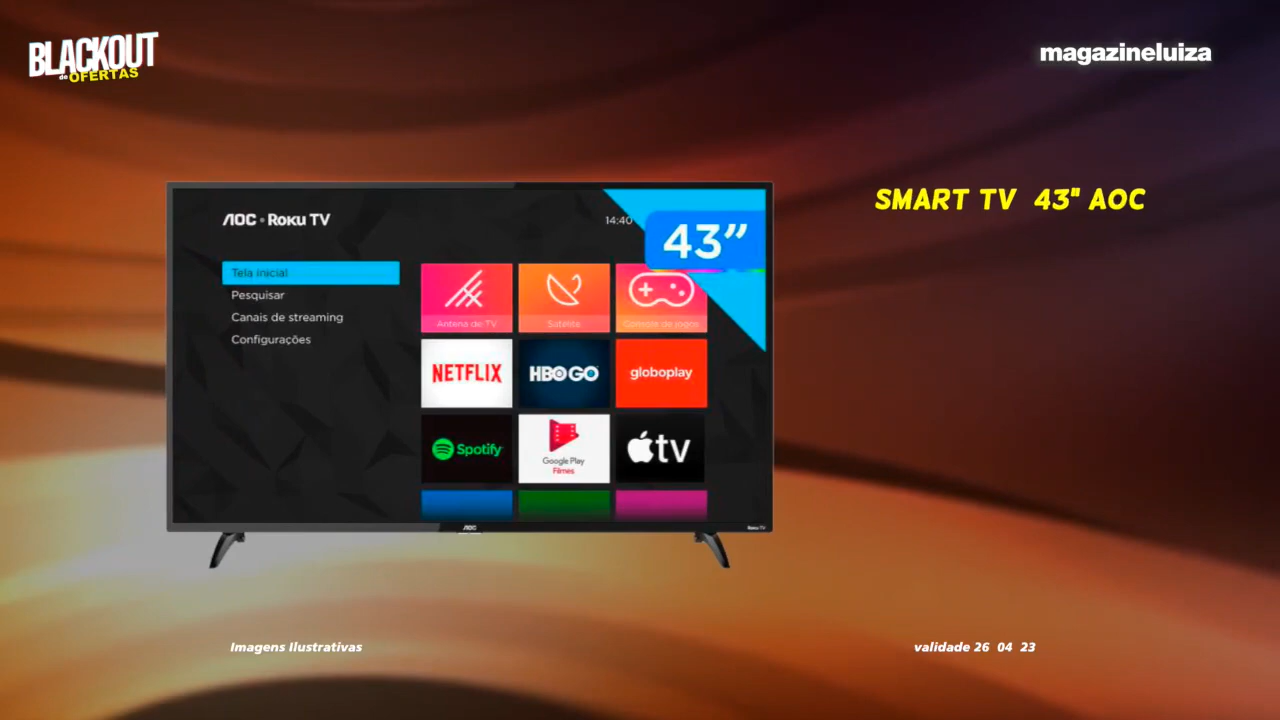 BLACKOUT
de OFERTAS
magazineluiza
SMART TV 43" AOC
AOC • Roku TV
14:40
43”
Tela inicial
Pesquisar
Canais de streaming
Configurações
Antena de TV
Satélite
Console de jogos
NETFLIX
HBO GO
globoplay
Spotify
Google Play
Filmes
tv
AOC
Roku TV
Imagens Ilustrativas
validade 26 04 23